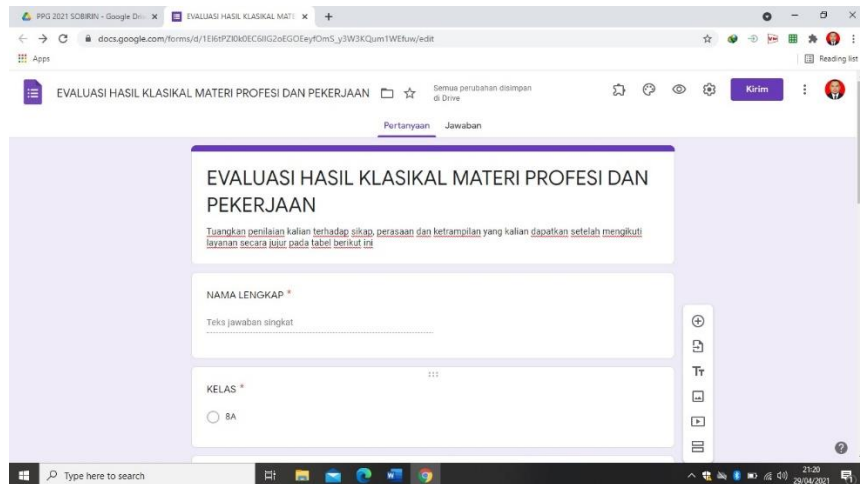 PPG 2021 SOBIRIN - Google Driv
EVALUASI HASIL KLASIKAL MATE
docs.google.com/forms/d/1EI6tPZI0k0EC6IIG2oEGOEeyfOmS_y3W3KQum1WEfuw/edit
Apps
Reading list
EVALUASI HASIL KLASIKAL MATERI PROFESI DAN PEKERJAAN
Semua perubahan disimpan
di Drive
Kirim
Pertanyaan Jawaban
EVALUASI HASIL KLASIKAL MATERI PROFESI DAN
PEKERJAAN
Tuangkan penilaian kalian terhadap sikap, perasaan dan ketrampilan yang kalian dapatkan setelah mengikuti
layanan secara jujur pada tabel berikut ini
NAMA LENGKAP *
Teks jawaban singkat
KELAS *
8A
Type here to search
21:20
29/04/2021